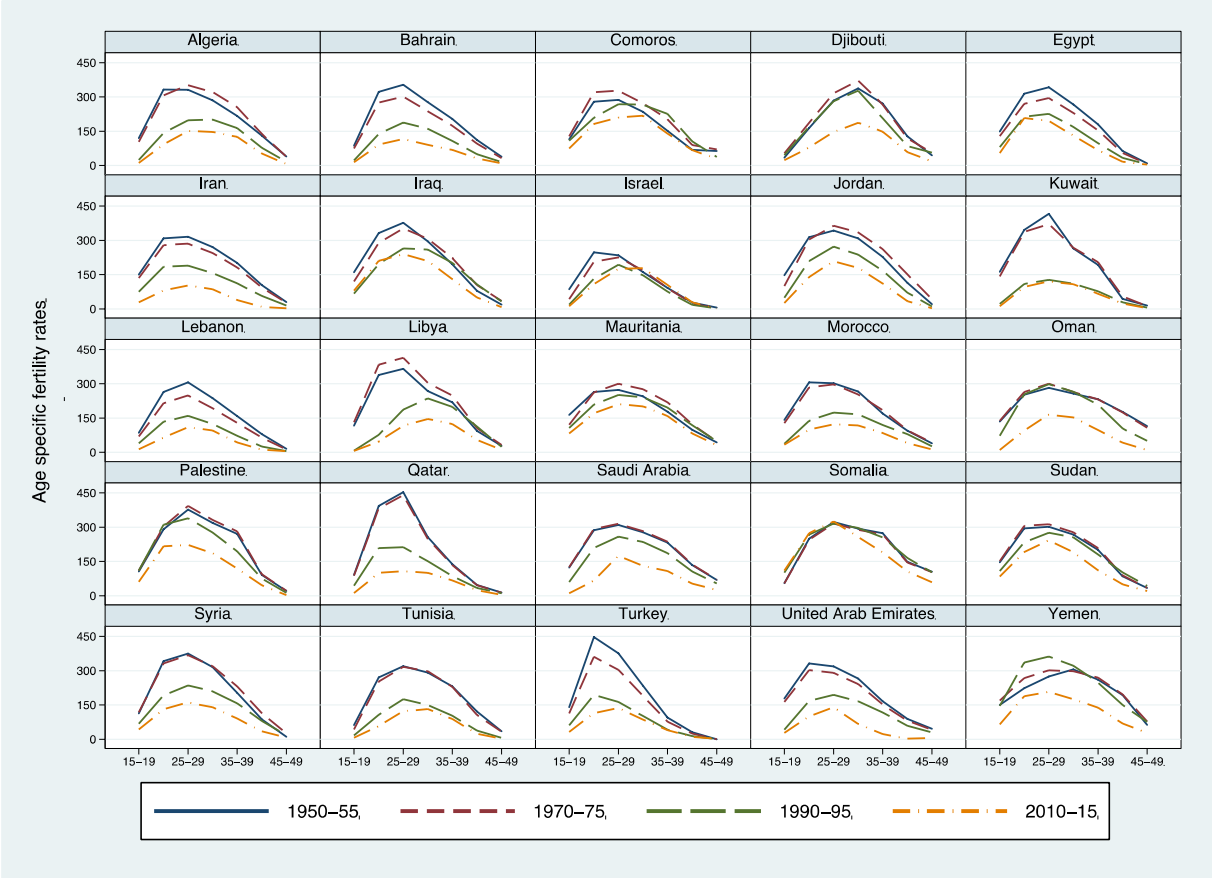 Algeria, Bahrain, Comoros, Djibouti, Egypt,
450
300
150
0
Iran, Iraq, Israel, Jordan, Kuwait,
450
300
150
0
Lebanon, Libya, Mauritania, Morocco, Oman,
450
300
150
0
Palestine, Qatar, Saudi Arabia, Somalia, Sudan,
450
300
150
0
Syria, Tunisia, Turkey, United Arab Emirates, Yemen,
450
300
150
0
15–19 25–29 35–39 45–49 15–19 25–29 35–39 45–49 15–19 25–29 35–39 45–49 15–19 25–29 35–39 45–49 15–19 25–29 35–39 45–49,
Age specific fertility rates,
1950–55, 1970–75, 1990–95, 2010–15,